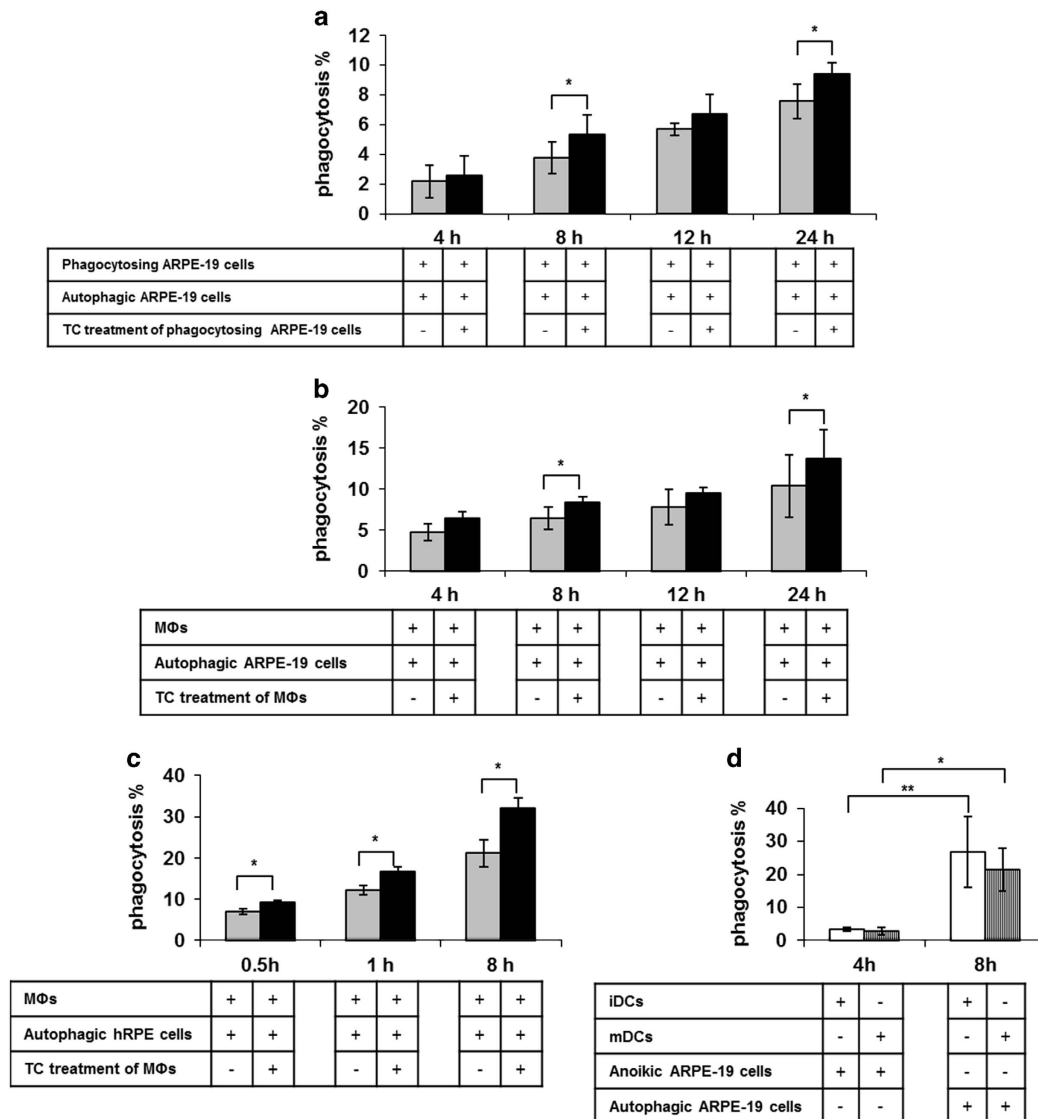 a
phagocytosis %
12
10
8
6
4
2
0
* *
4 h 8 h 12 h 24 h
Phagocytosing ARPE-19 cells + + + + + + + +
Autophagic ARPE-19 cells + + + + + + + +
TC treatment of phagocytosing ARPE-19 cells - + - + - + - +
b
phagocytosis %
20
15
10
5
0
* *
4 h 8 h 12 h 24 h
MΦs + + + + + + + +
Autophagic ARPE-19 cells + + + + + + + +
TC treatment of MΦs - + - + - + - +
c
phagocytosis %
40
30
20
10
0
* * *
0.5h 1 h 8 h
MΦs + + + + + +
Autophagic hRPE cells + + + + + +
TC treatment of MΦs - + - + - +
d
phagocytosis %
40
30
20
10
0
*
**
4h 8h
iDCs + - + -
mDCs - + - +
Anoikic ARPE-19 cells + + - -
Autophagic ARPE-19 cells - - + +